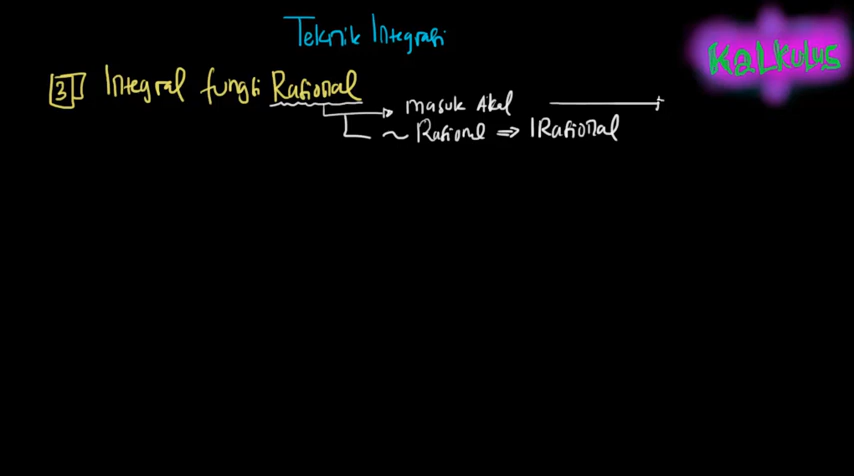 Teknik Integrasi
KaLkuLus
[3] Integral fungsi Rasional
masuk Akal
~ Rasional ⇒ IRasional